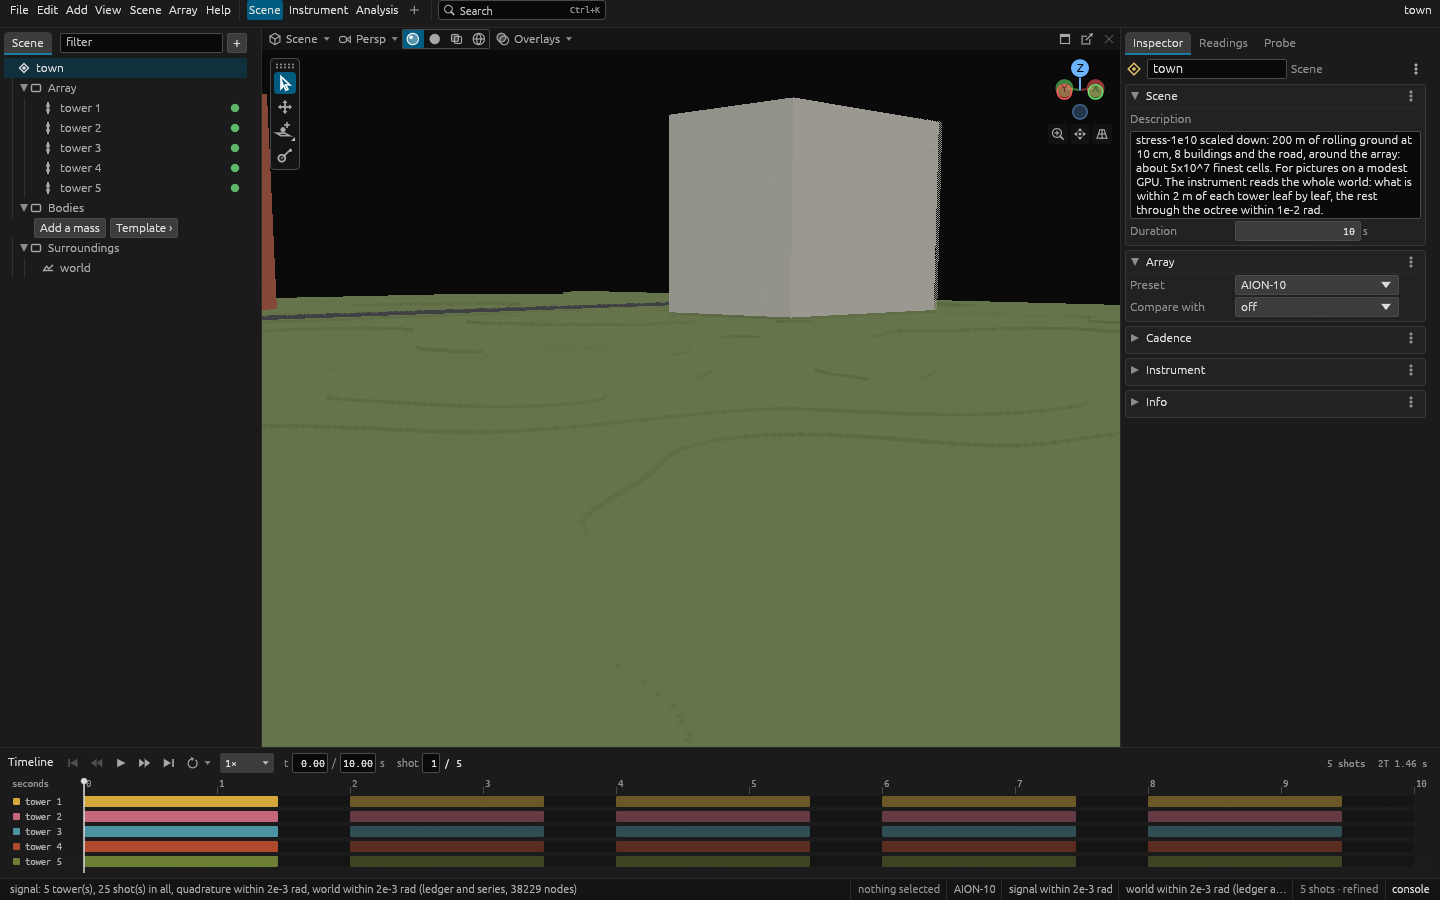 File Edit Add View Scene Array Help Scene Instrument Analysis + Search Ctrl+K town
Scene filter +
town
Array
tower 1
tower 2
tower 3
tower 4
tower 5
Bodies
Add a mass Template ›
Surroundings
world
Scene Persp Overlays
Z
Y X
Inspector Readings Probe
town Scene
Scene
Description
stress-1e10 scaled down: 200 m of rolling ground at
10 cm, 8 buildings and the road, around the array:
about 5x10^7 finest cells. For pictures on a modest
GPU. The instrument reads the whole world: what is
within 2 m of each tower leaf by leaf, the rest
through the octree within 1e-2 rad.
Duration 10 s
Array
Preset AION-10
Compare with off
Cadence
Instrument
Info
Timeline 1× t 0.00 / 10.00 s shot 1 / 5 5 shots 2T 1.46 s
seconds 0 1 2 3 4 5 6 7 8 9 10
tower 1
tower 2
tower 3
tower 4
tower 5
signal: 5 tower(s), 25 shot(s) in all, quadrature within 2e-3 rad, world within 2e-3 rad (ledger and series, 38229 nodes) nothing selected AION-10 signal within 2e-3 rad world within 2e-3 rad (ledger a... 5 shots · refined console